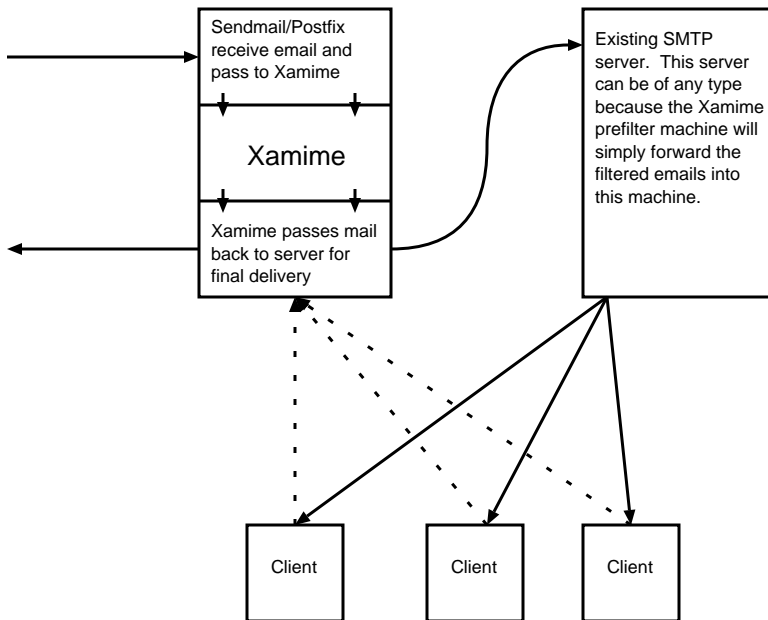 Sendmail/Postfix
receive email and
pass to Xamime
Xamime
Xamime passes mail
back to server for
final delivery
Existing SMTP
server.  This server
can be of any type
because the Xamime
prefilter machine will
simply forward the
filtered emails into
this machine.
Client
Client
Client